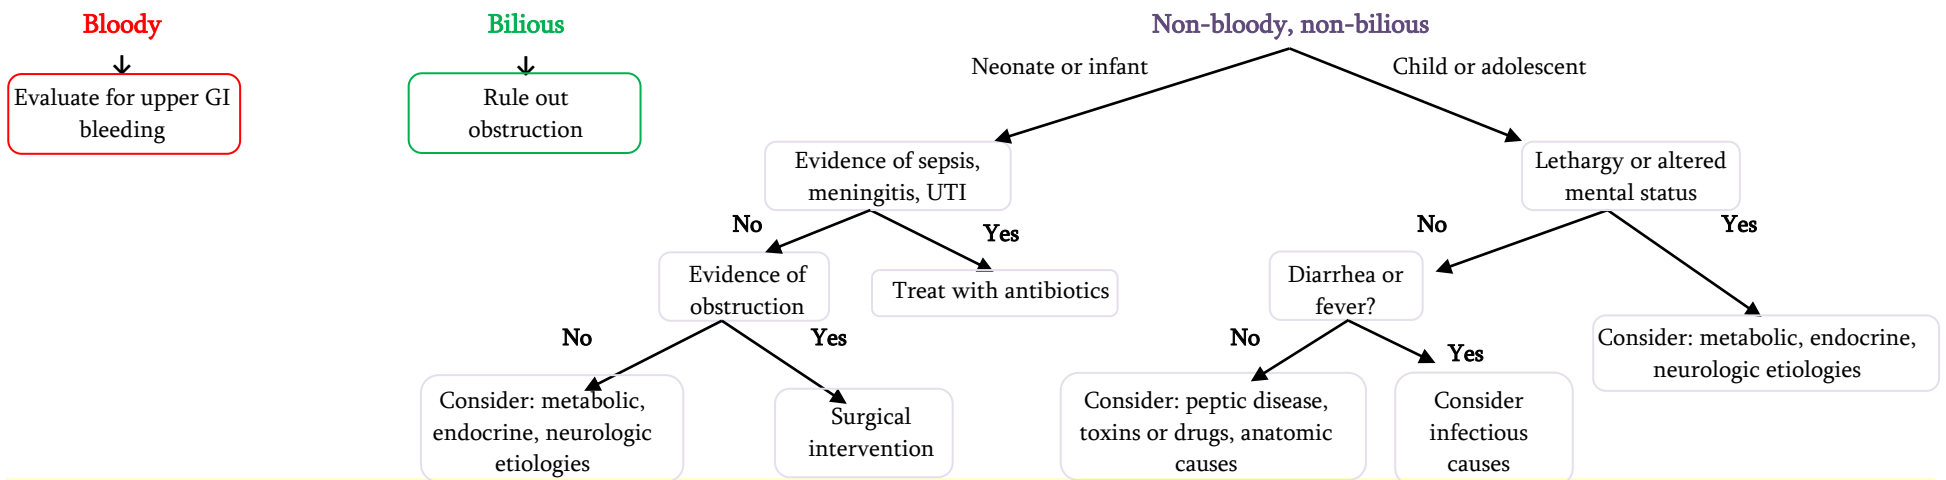 Bloody
Evaluate for upper GI
bleeding
Bilious
Rule out
obstruction
Non-bloody, non-bilious
Neonate or infant
Child or adolescent
Evidence of sepsis,
meningitis, UTI
No
Yes
Evidence of
obstruction
Treat with antibiotics
No
Yes
Consider: metabolic,
endocrine, neurologic
etiologies
Surgical
intervention
Lethargy or altered
mental status
No
Yes
Diarrhea or
fever?
Consider: metabolic, endocrine,
neurologic etiologies
No
Yes
Consider: peptic disease,
toxins or drugs, anatomic
causes
Consider
infectious
causes